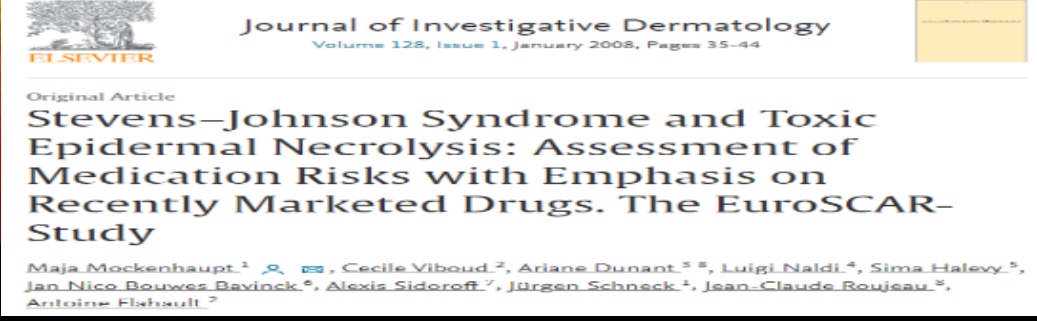 Journal of Investigative Dermatology
Volume 128, Issue 1, January 2008, Pages 35-44
ELSEVIER
Original Article
Stevens–Johnson Syndrome and Toxic
Epidermal Necrolysis: Assessment of
Medication Risks with Emphasis on
Recently Marketed Drugs. The EuroSCAR-
Study
Maja Mockenhaupt 1, Cecile Viboud 2, Ariane Dunant 3 8, Luigi Naldi 4, Sima Halevy 5,
Jan Nico Bouwes Bavinck 6, Alexis Sidoroff 7, Jürgen Schneck 1, Jean-Claude Roujeau,
Antoine Flahault 2